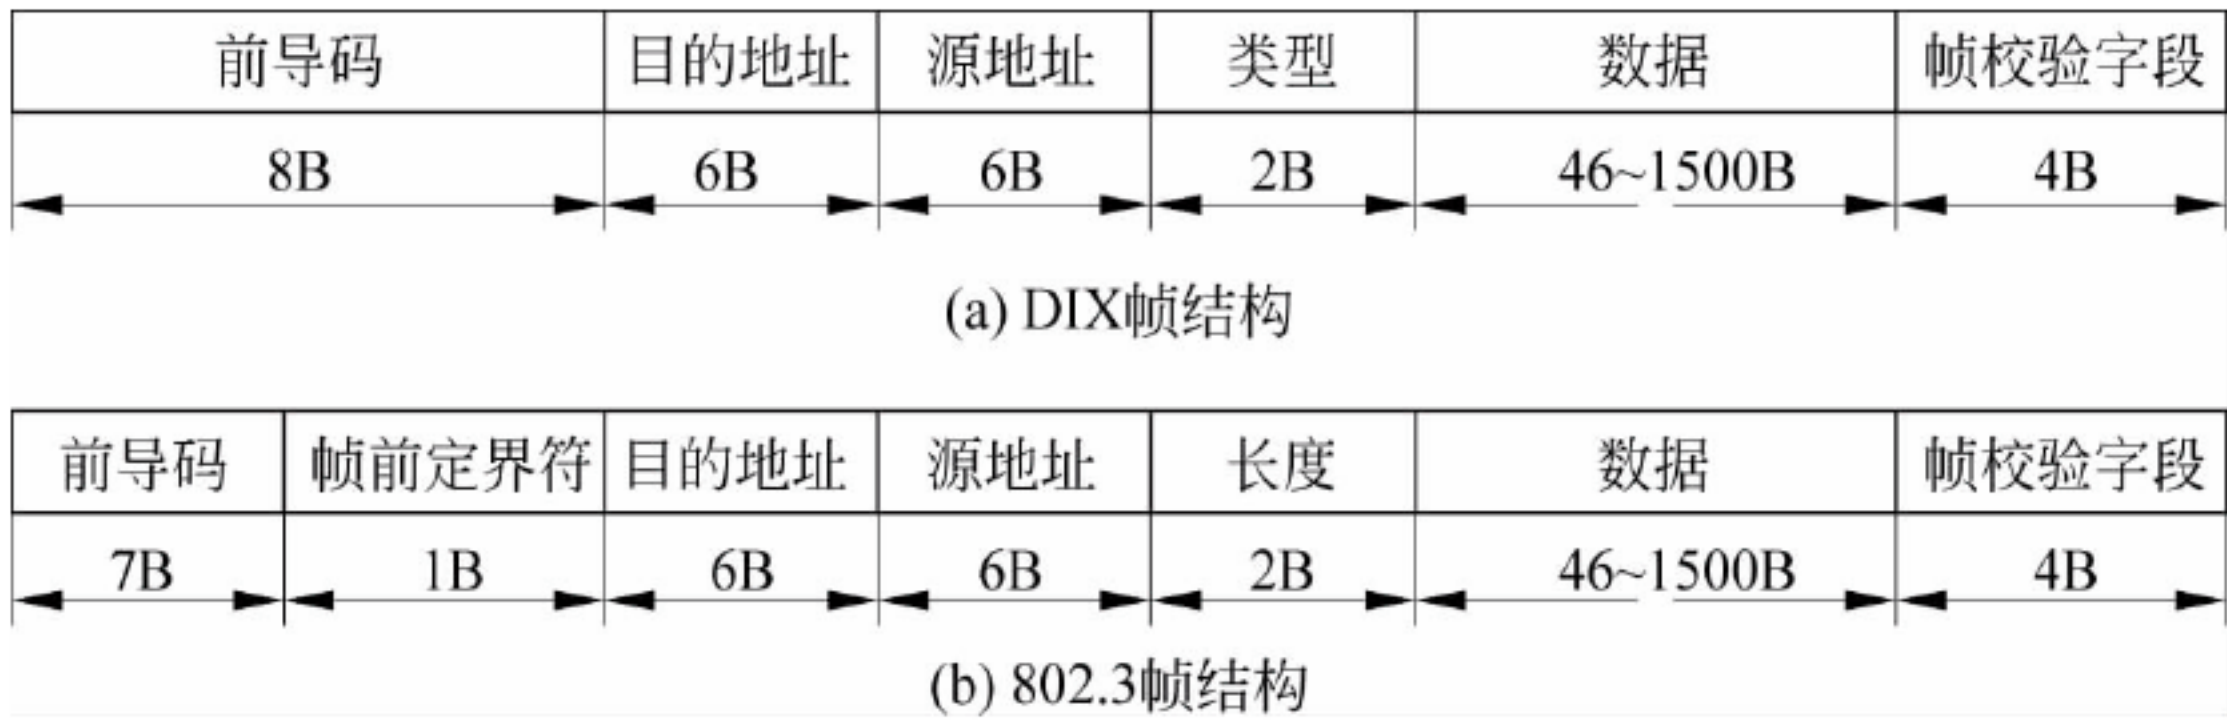 前导码 目的地址 源地址 类型 数据 帧校验字段
8B 6B 6B 2B 46~1500B 4B
(a) DIX帧结构
前导码 帧前定界符 目的地址 源地址 长度 数据 帧校验字段
7B 1B 6B 6B 2B 46~1500B 4B
(b) 802.3帧结构